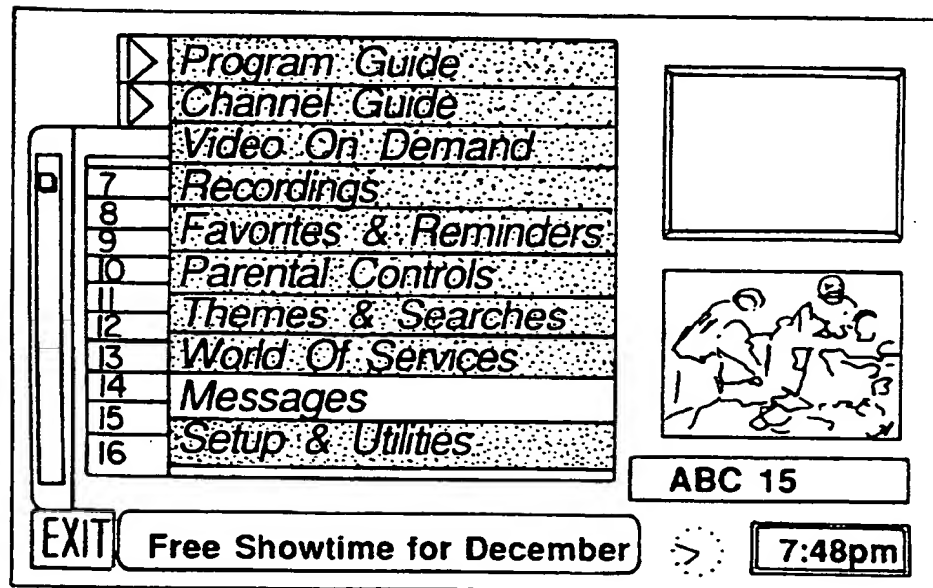 Program Guide
Channel Guide
Video On Demand
7 Recordings
8
9 Favorites & Reminders
10 Parental Controls
11
12 Themes & Searches
13 World Of Services
14 Messages
15
16 Setup & Utilities
ABC 15
EXIT Free Showtime for December 7:48pm